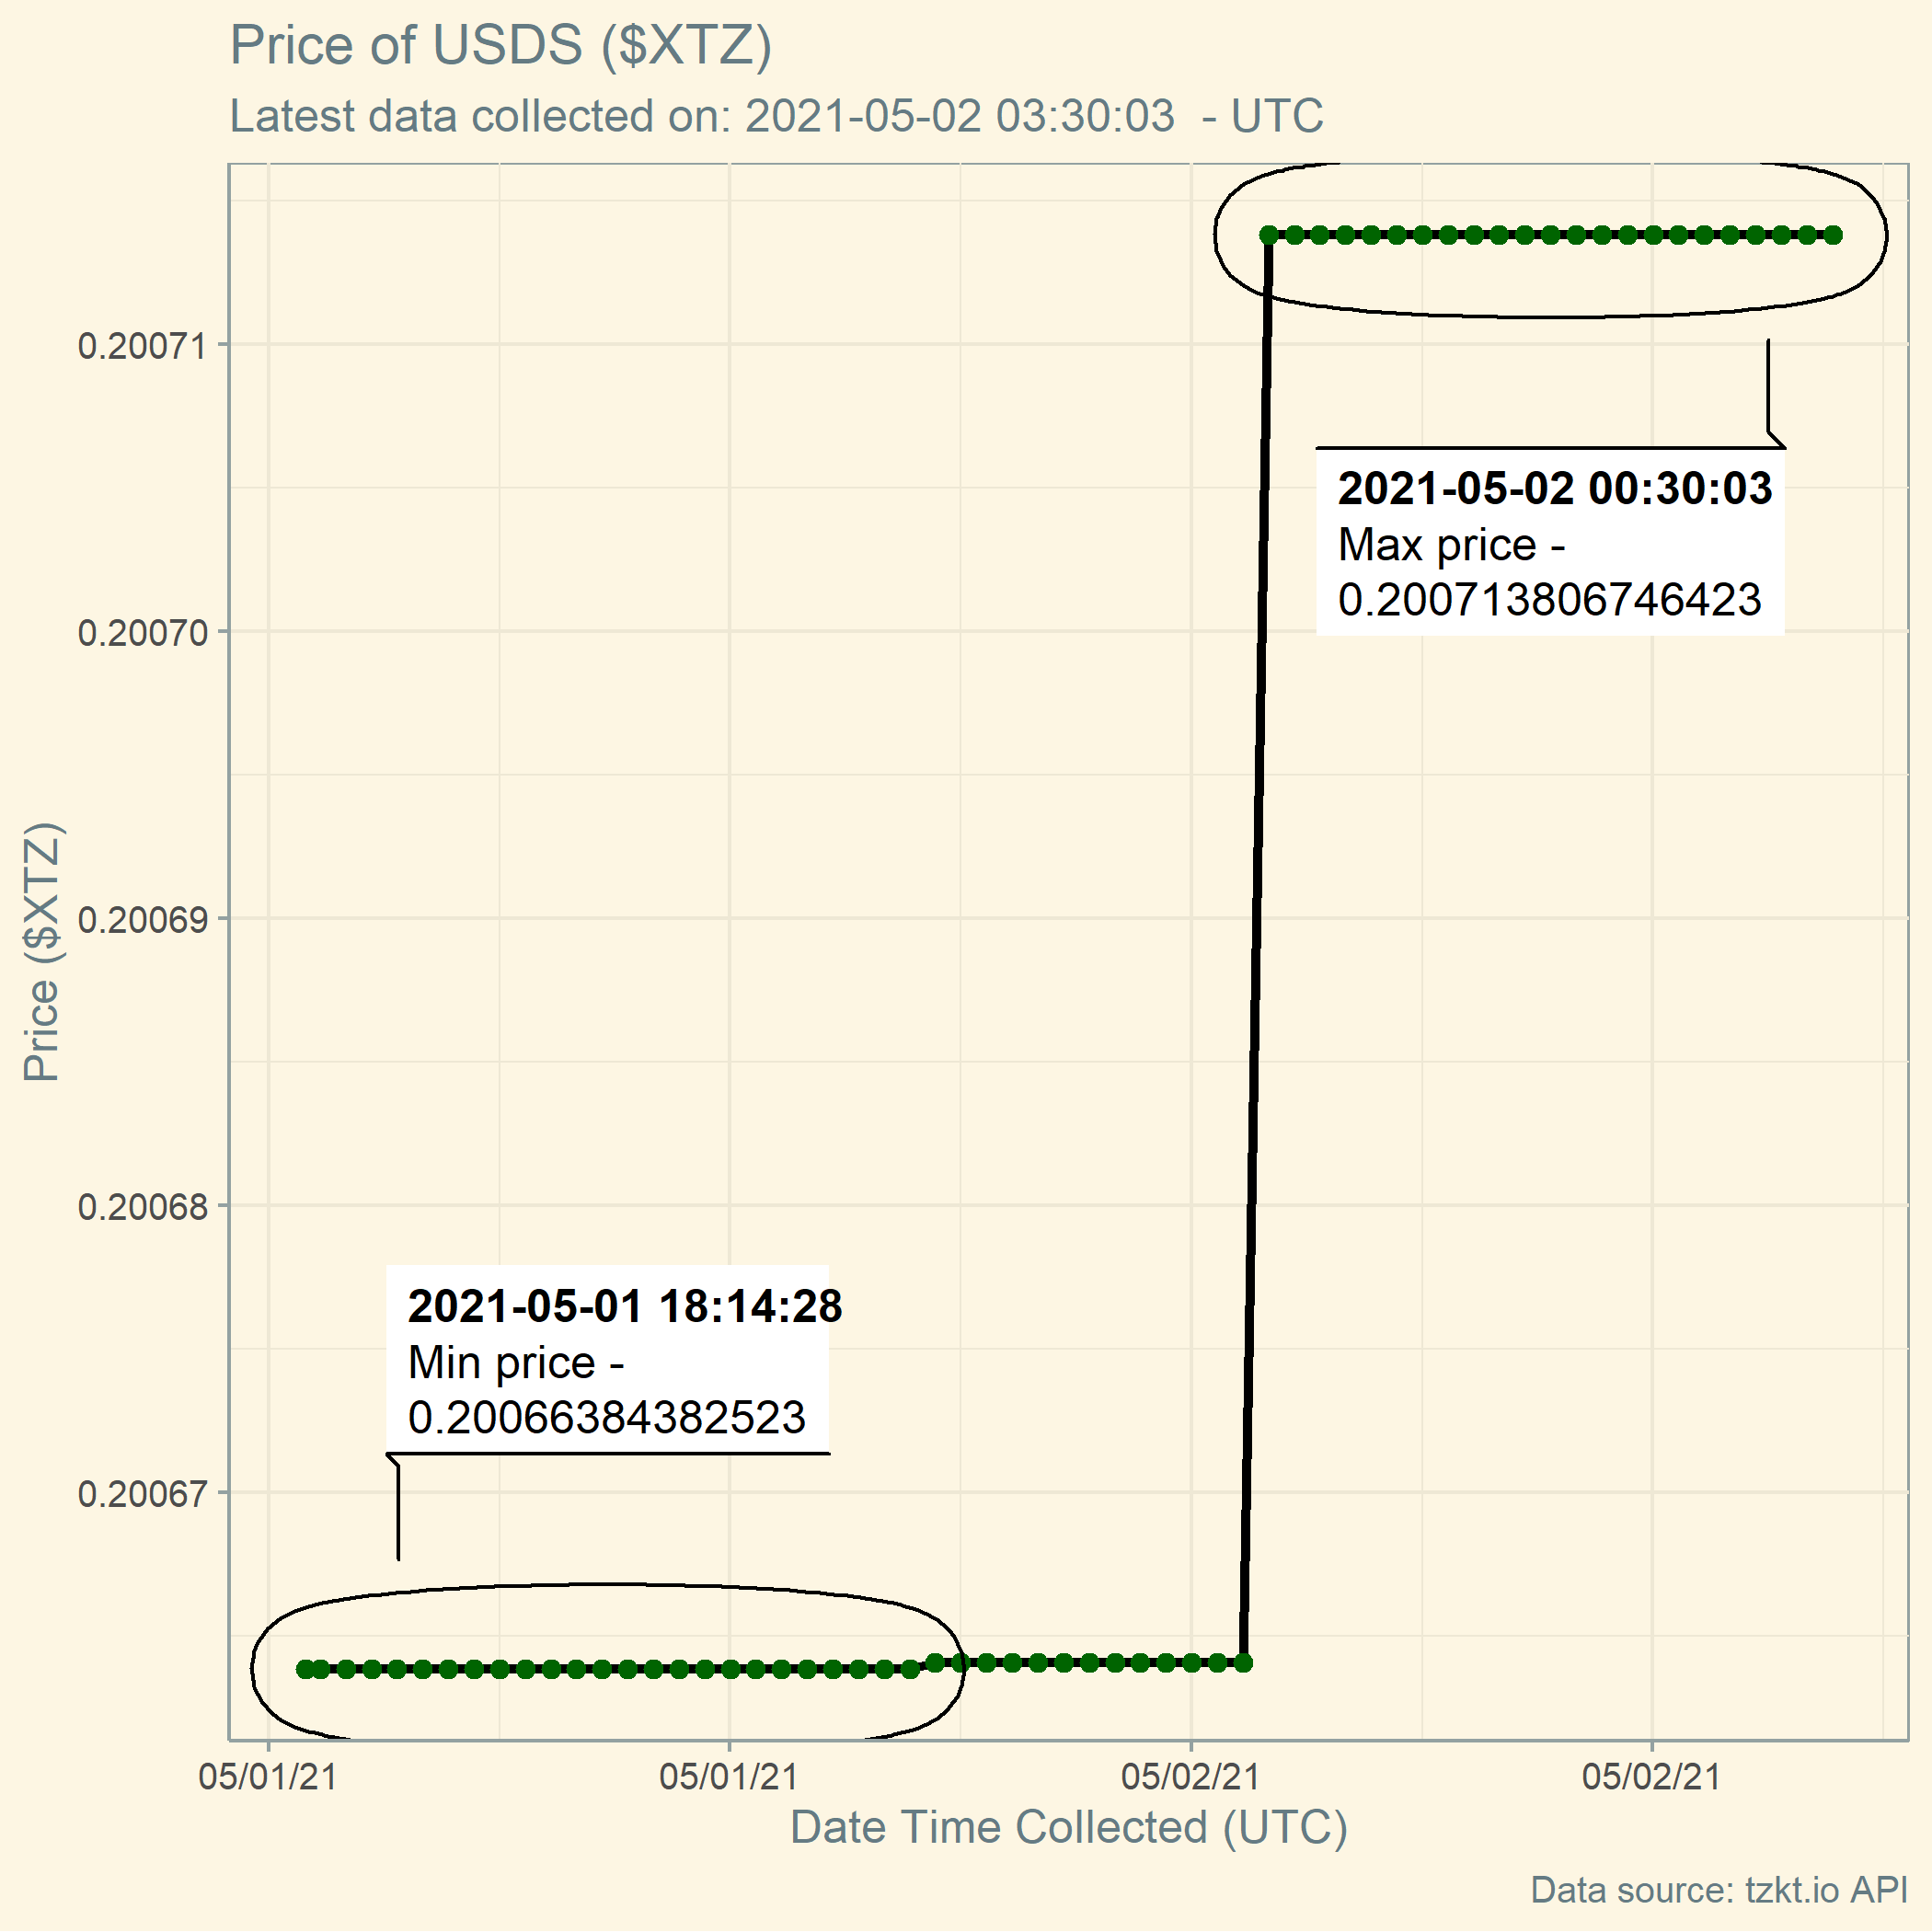 Price of USDS ($XTZ)
Latest data collected on: 2021-05-02 03:30:03  - UTC
0.20071
0.20070
0.20069
0.20068
0.20067
Price ($XTZ)
2021-05-02 00:30:03
Max price -
0.200713806746423
2021-05-01 18:14:28
Min price -
0.20066384382523
05/01/21
05/01/21
05/02/21
05/02/21
Date Time Collected (UTC)
Data source: tzkt.io API